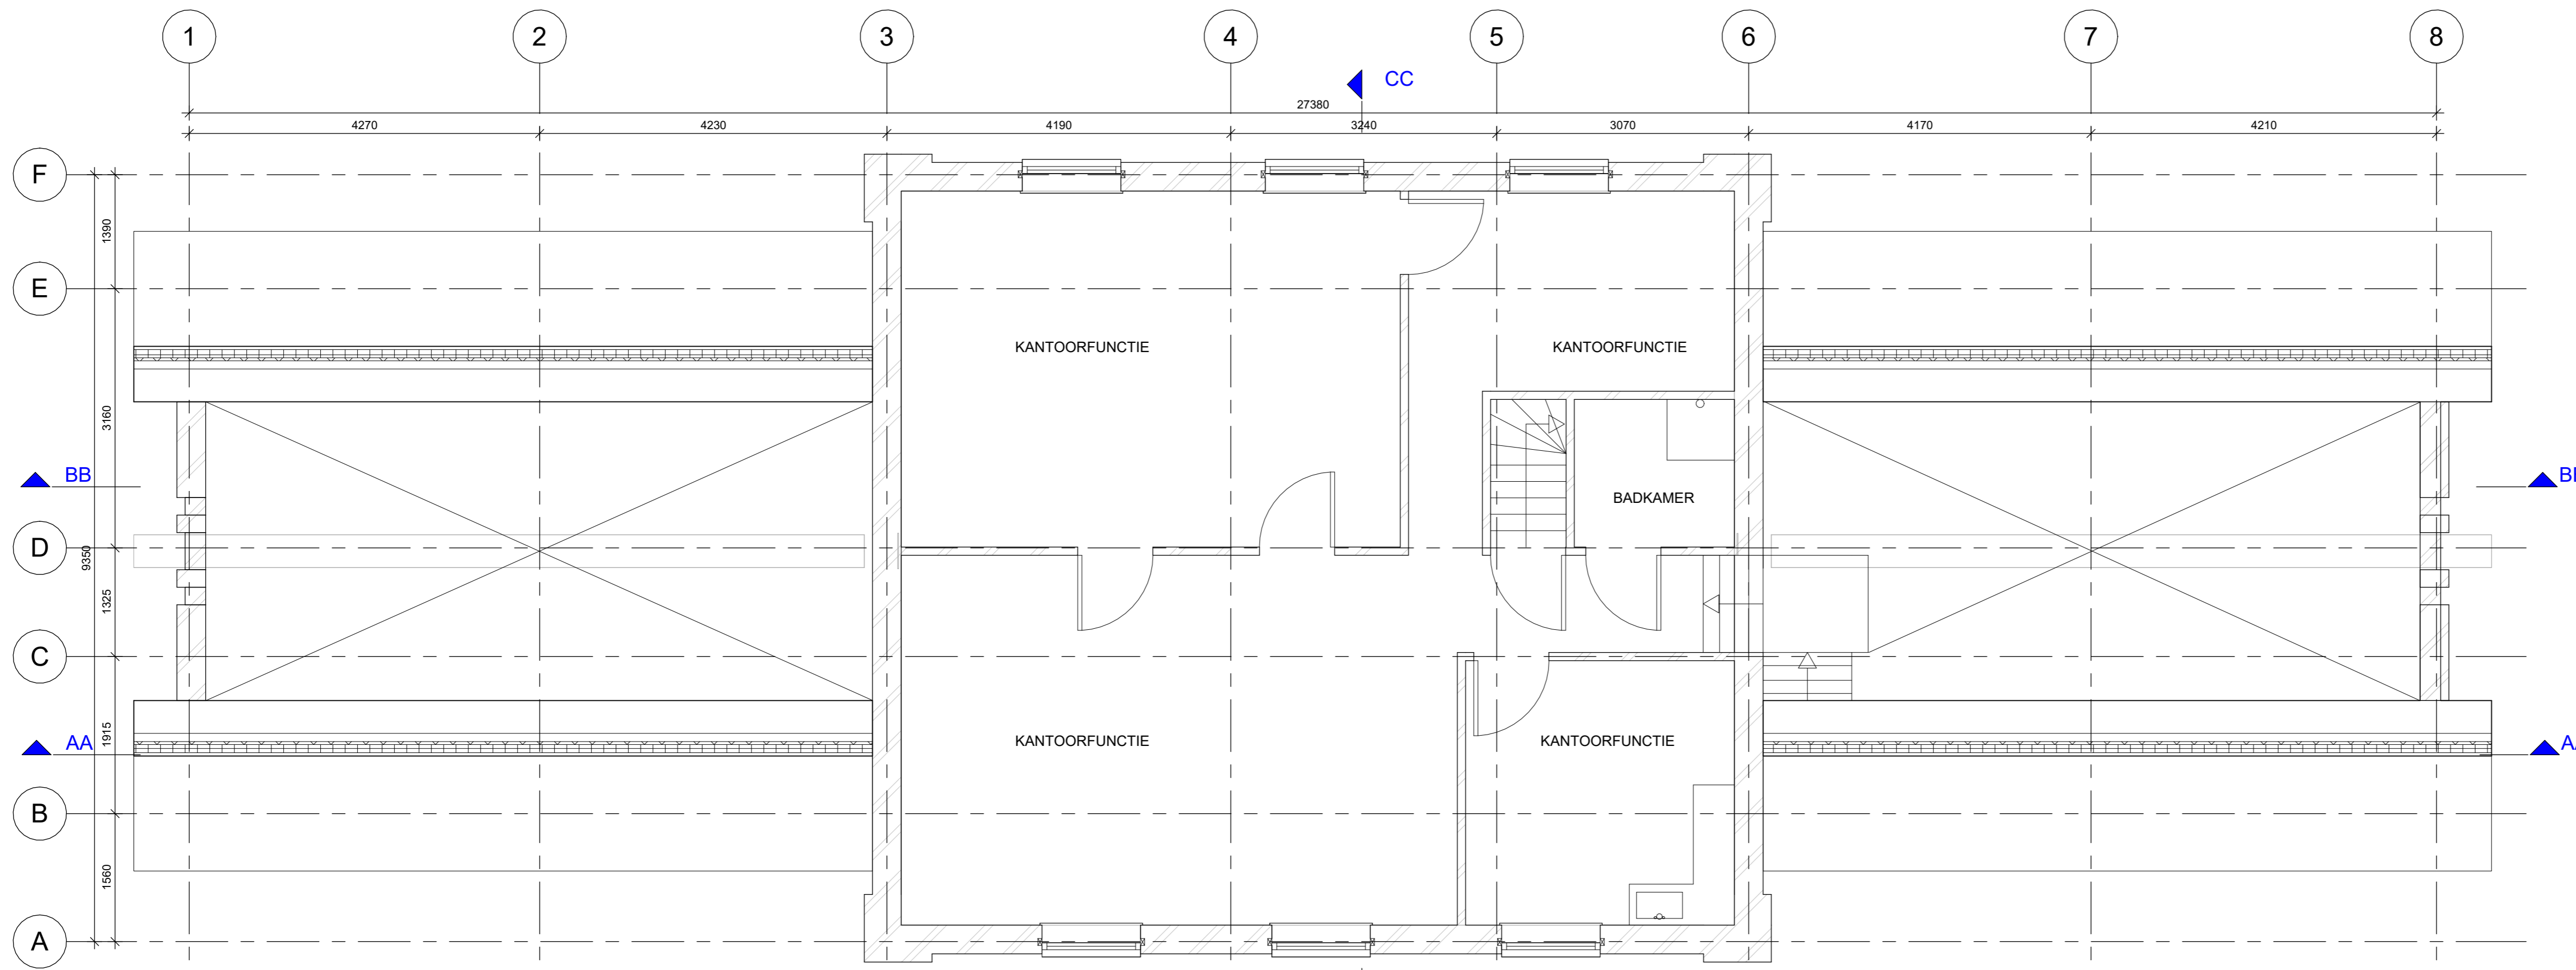 1 2 3 4 5 6 7 8
CC
27380
4270 4230 4190 3240 3070 4170 4210
F
1390
E
KANTOORFUNCTIE KANTOORFUNCTIE
3160
BB
BADKAMER
D
9350
1325
C
1915
AA
KANTOORFUNCTIE KANTOORFUNCTIE
B
1560
A